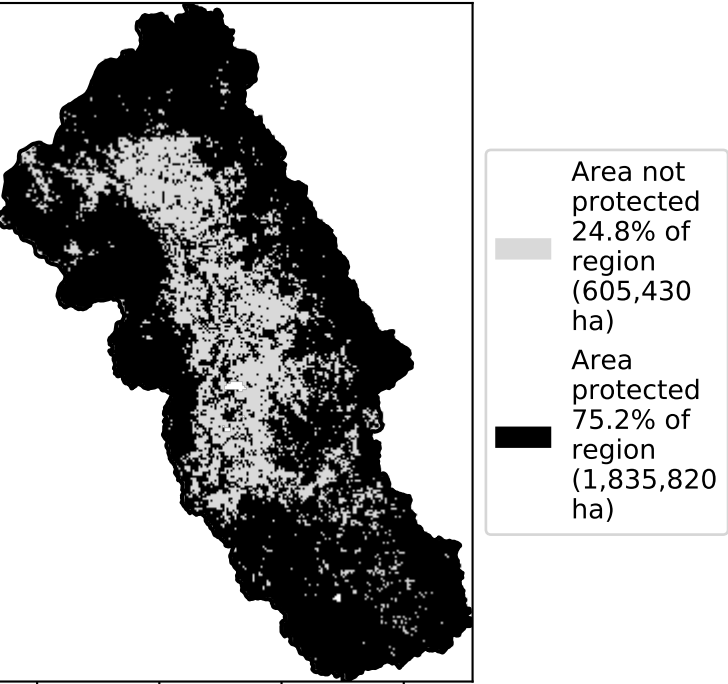 Area not
protected
24.8% of
region
(605,430
ha)
Area
protected
75.2% of
region
(1,835,820
ha)